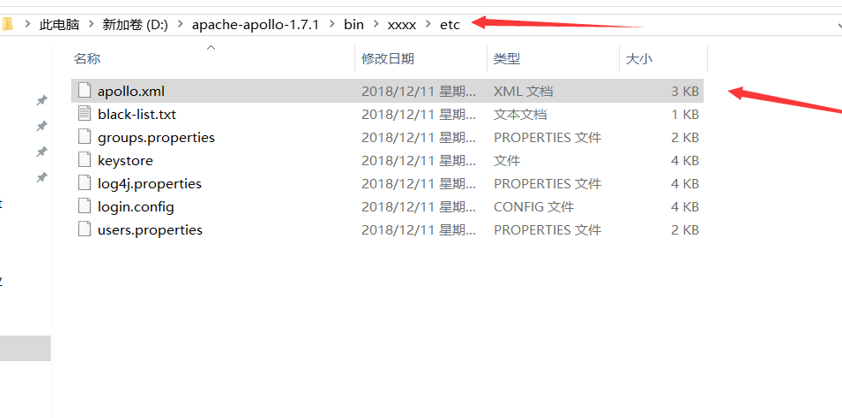 此电脑 > 新加卷 (D:) > apache-apollo-1.7.1 > bin > xxxx > etc
名称 修改日期 类型 大小
apollo.xml 2018/12/11 星期... XML 文档 3 KB
black-list.txt 2018/12/11 星期... 文本文档 1 KB
groups.properties 2018/12/11 星期... PROPERTIES 文件 2 KB
keystore 2018/12/11 星期... 文件 4 KB
log4j.properties 2018/12/11 星期... PROPERTIES 文件 4 KB
login.config 2018/12/11 星期... CONFIG 文件 2 KB
users.properties 2018/12/11 星期... PROPERTIES 文件 2 KB